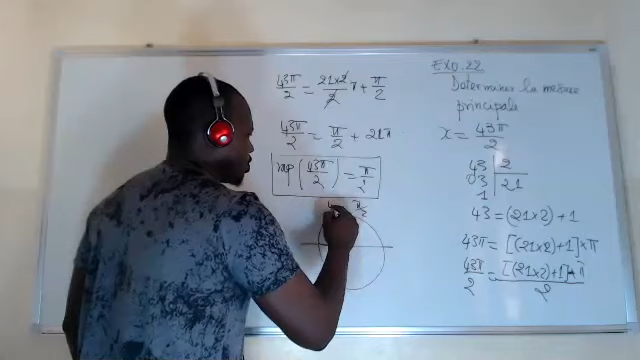 EXO.22
Determiner la mesure
principale
x = 43π/2
43 | 2
03 | 21
1
43 = (21×2) + 1
43π = [(21×2)+1]×π
43π/2 = [(21×2)+1]×π/2
43π/2 = 21×2/2 π + π/2
43π/2 = π/2 + 21π
mp(43π/2) = π/2
π/2